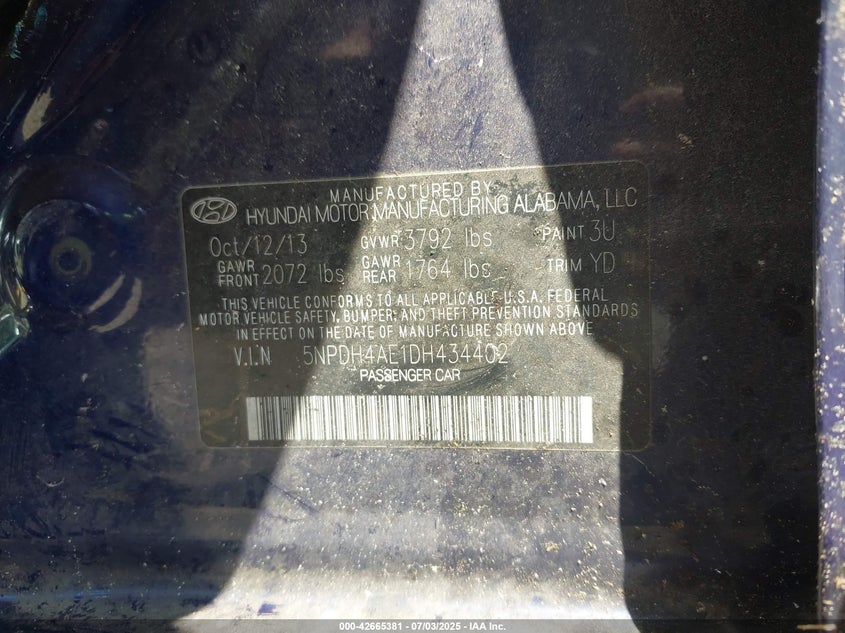 MANUFACTURED BY
HYUNDAI MOTOR MANUFACTURING ALABAMA, LLC
Oct/12/13 GVWR 3792 lbs PAINT 3U
GAWR FRONT 2072 lbs GAWR REAR 1764 lbs TRIM YD
THIS VEHICLE CONFORMS TO ALL APPLICABLE U.S.A. FEDERAL
MOTOR VEHICLE SAFETY, BUMPER, AND THEFT PREVENTION STANDARDS
IN EFFECT ON THE DATE OF MANUFACTURE SHOWN ABOVE
V.I.N 5NPDH4AE1DH434402
PASSENGER CAR
000-42665381 - 07/03/2025 - IAA Inc.